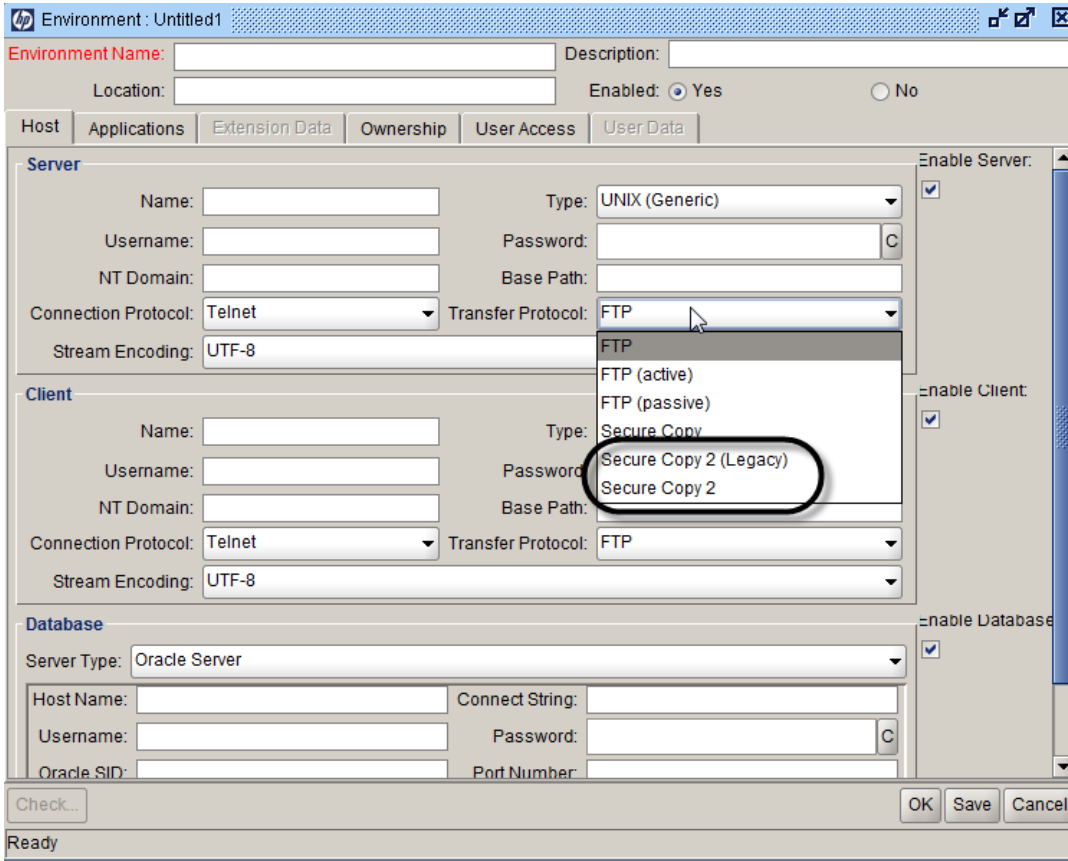 hp Environment : Untitled1
Environment Name: Description:
Location: Enabled: Yes No
Host Applications Extension Data Ownership User Access User Data
Server Enable Server:
Name: Type: UNIX (Generic)
Username: Password: C
NT Domain: Base Path:
Connection Protocol: Telnet Transfer Protocol: FTP
Stream Encoding: UTF-8 FTP
FTP (active)
Client Enable Client:
FTP (passive)
Name: Type: Secure Copy
Secure Copy 2 (Legacy)
Username: Password
Secure Copy 2
NT Domain: Base Path:
Connection Protocol: Telnet Transfer Protocol: FTP
Stream Encoding: UTF-8
Database Enable Database
Server Type: Oracle Server
Host Name: Connect String:
Username: Password: C
Oracle SID: Port Number:
Check... OK Save Cancel
Ready